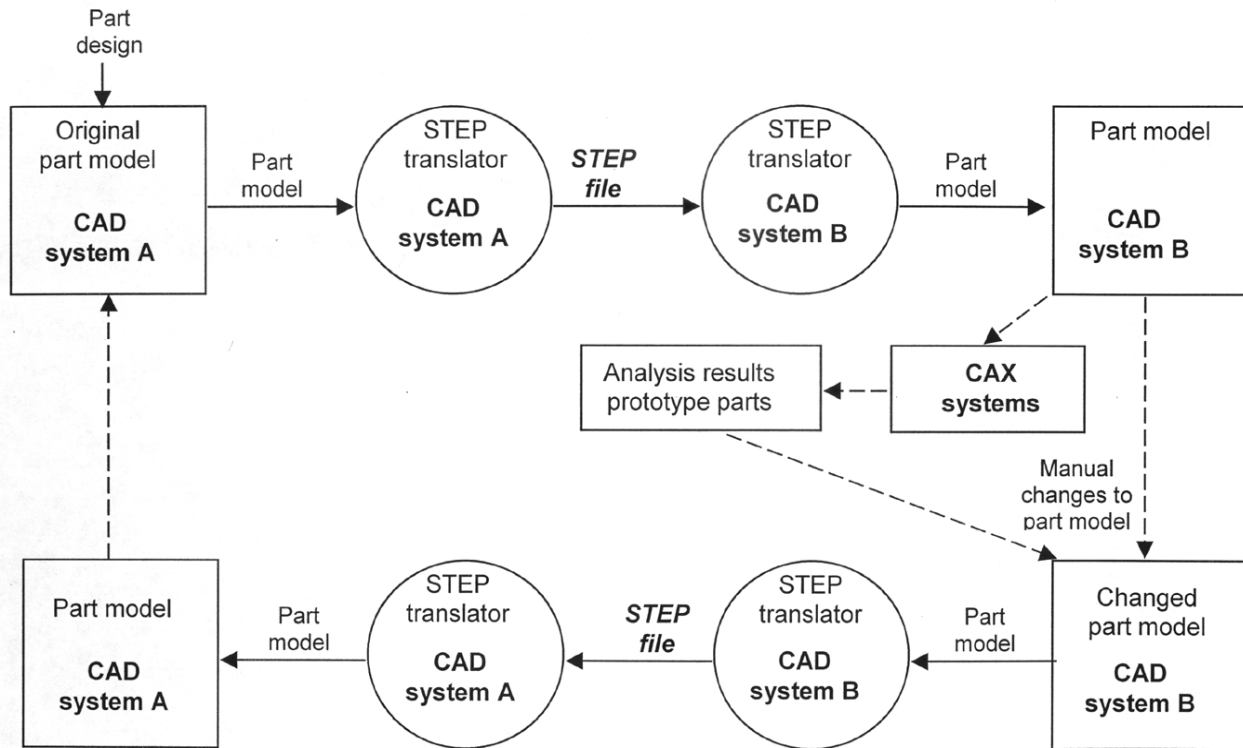 Part
design
Original
part model
CAD
system A
Part
model
STEP
translator
CAD
system A
STEP
file
STEP
translator
CAD
system B
Part
model
Part model
CAD
system B
Analysis results
prototype parts
CAX
systems
Manual
changes to
part model
Part model
CAD
system A
Part
model
STEP
translator
CAD
system A
STEP
file
STEP
translator
CAD
system B
Part
model
Changed
part model
CAD
system B